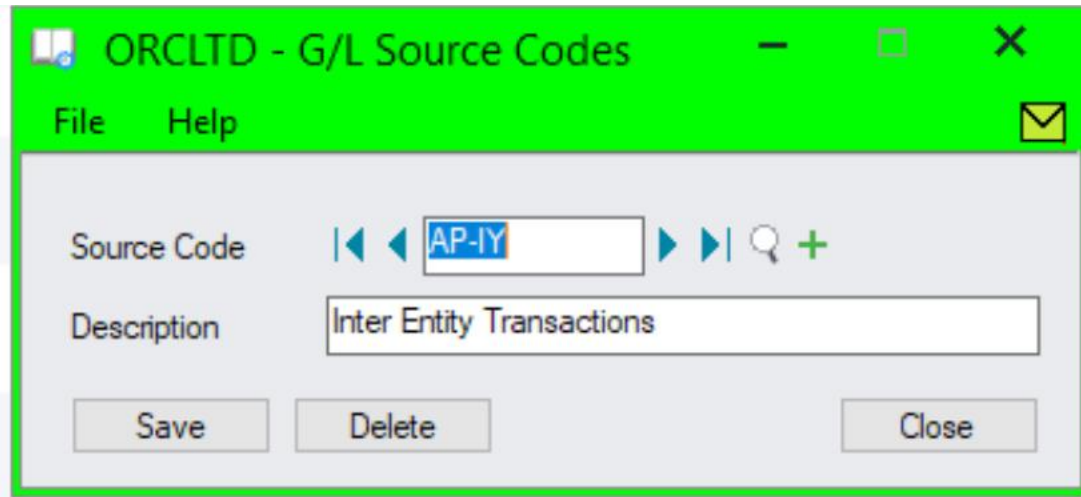 ORCLTD - G/L Source Codes
File Help
Source Code AP-IY
Description Inter Entity Transactions
Save Delete Close